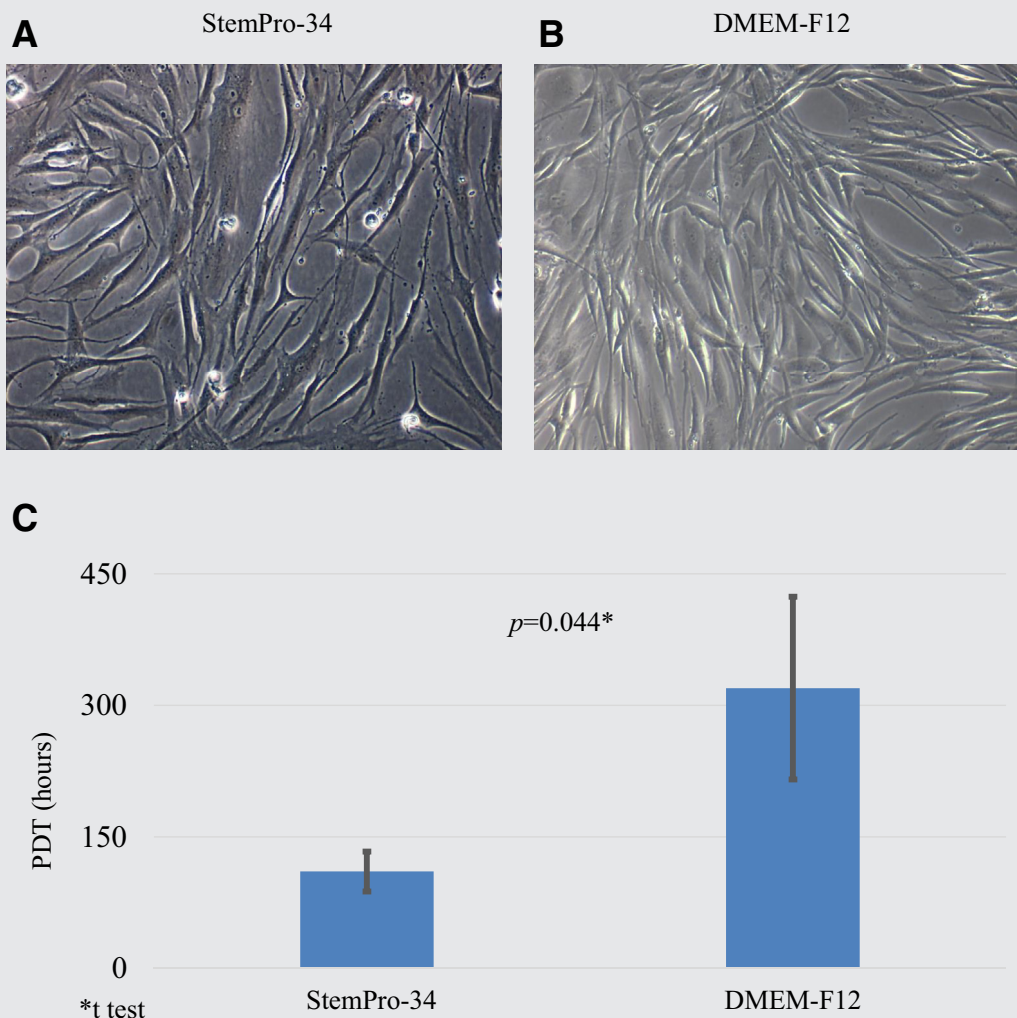 A
StemPro-34
B
DMEM-F12
C
450
p=0.044*
300
PDT (hours)
150
0
*t test
StemPro-34
DMEM-F12